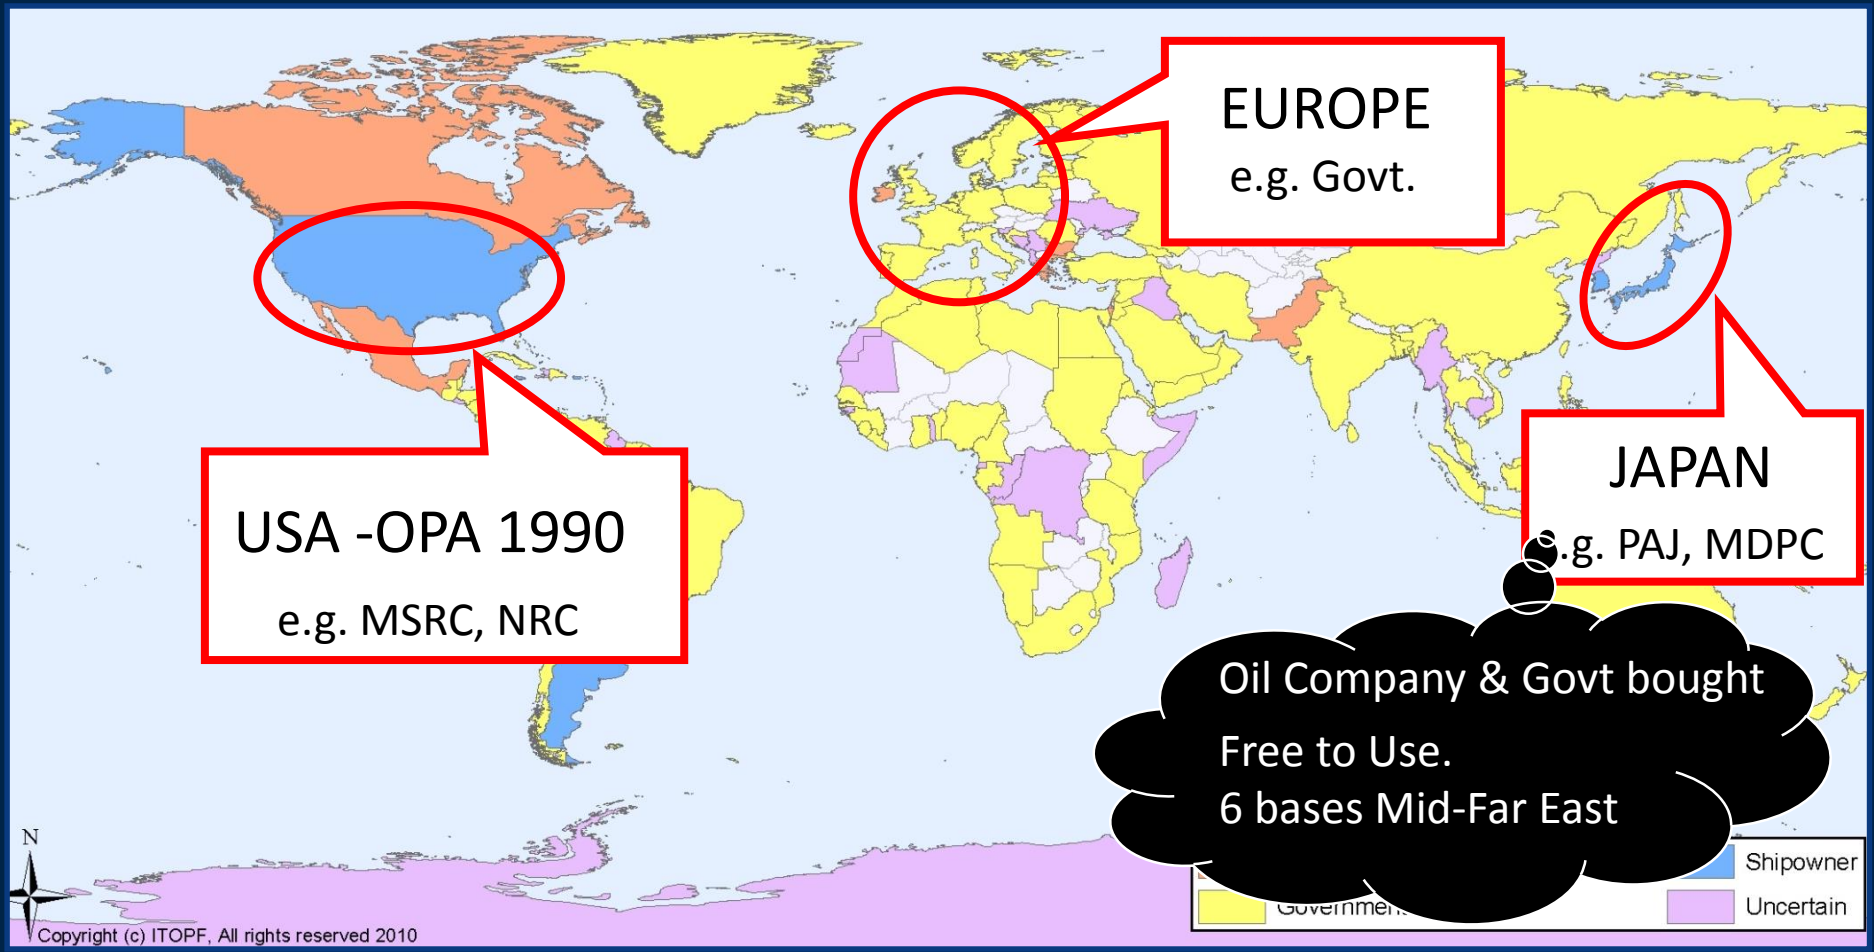 EUROPE
e.g. Govt.
USA -OPA 1990
e.g. MSRC, NRC
JAPAN
.g. PAJ, MDPC
Oil Company & Govt bought
Free to Use.
6 bases Mid-Far East
Shipowner
Government
Uncertain
N
Copyright (c) ITOPF, All rights reserved 2010